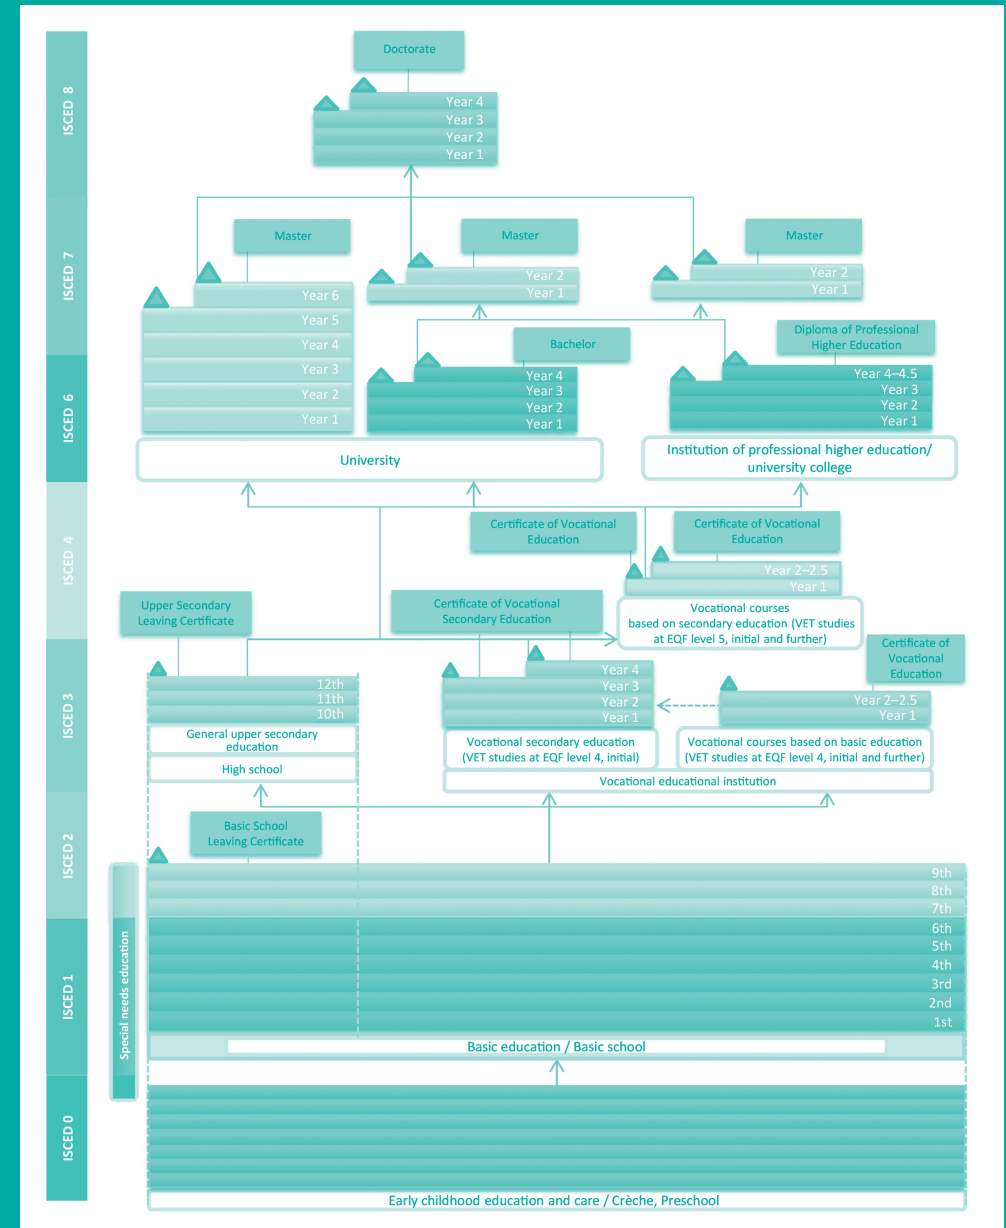 ISCED 8
Doctorate
Year 4
Year 3
Year 2
Year 1
ISCED 7
Master
Master
Master
Year 6
Year 5
Year 4
Year 3
Year 2
Year 1
Year 2
Year 1
Year 2
Year 1
ISCED 6
Bachelor
Year 4
Year 3
Year 2
Year 1
Diploma of Professional
Higher Education
Year 4–4.5
Year 3
Year 2
Year 1
University
Institution of professional higher education/
university college
ISCED 4
Certificate of Vocational
Education
Certificate of Vocational
Education
Year 2–2.5
Year 1
Vocational courses
based on secondary education (VET studies
at EQF level 5, initial and further)
Upper Secondary
Leaving Certificate
Certificate of Vocational
Secondary Education
Certificate of
Vocational
Education
ISCED 3
12th
11th
10th
General upper secondary
education
High school
Year 4
Year 3
Year 2
Year 1
Vocational secondary education
(VET studies at EQF level 4, initial)
Year 2–2.5
Year 1
Vocational courses based on basic education
(VET studies at EQF level 4, initial and further)
Vocational educational institution
ISCED 2
Basic School
Leaving Certificate
9th
8th
7th
ISCED 1
Special needs education
6th
5th
4th
3rd
2nd
1st
Basic education / Basic school
ISCED 0
Early childhood education and care / Crèche, Preschool